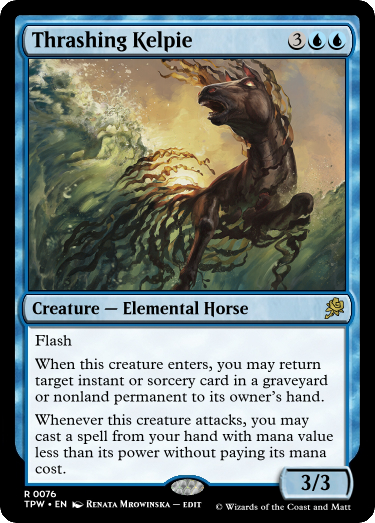 Thrashing Kelpie 3
Creature — Elemental Horse
Flash
When this creature enters, you may return
target instant or sorcery card in a graveyard
or nonland permanent to its owner's hand.
Whenever this creature attacks, you may
cast a spell from your hand with mana value
less than its power without paying its mana
cost.
3/3
R 0076
TPW • EN Renata Mrowinska — edit
© Wizards of the Coast and Matt